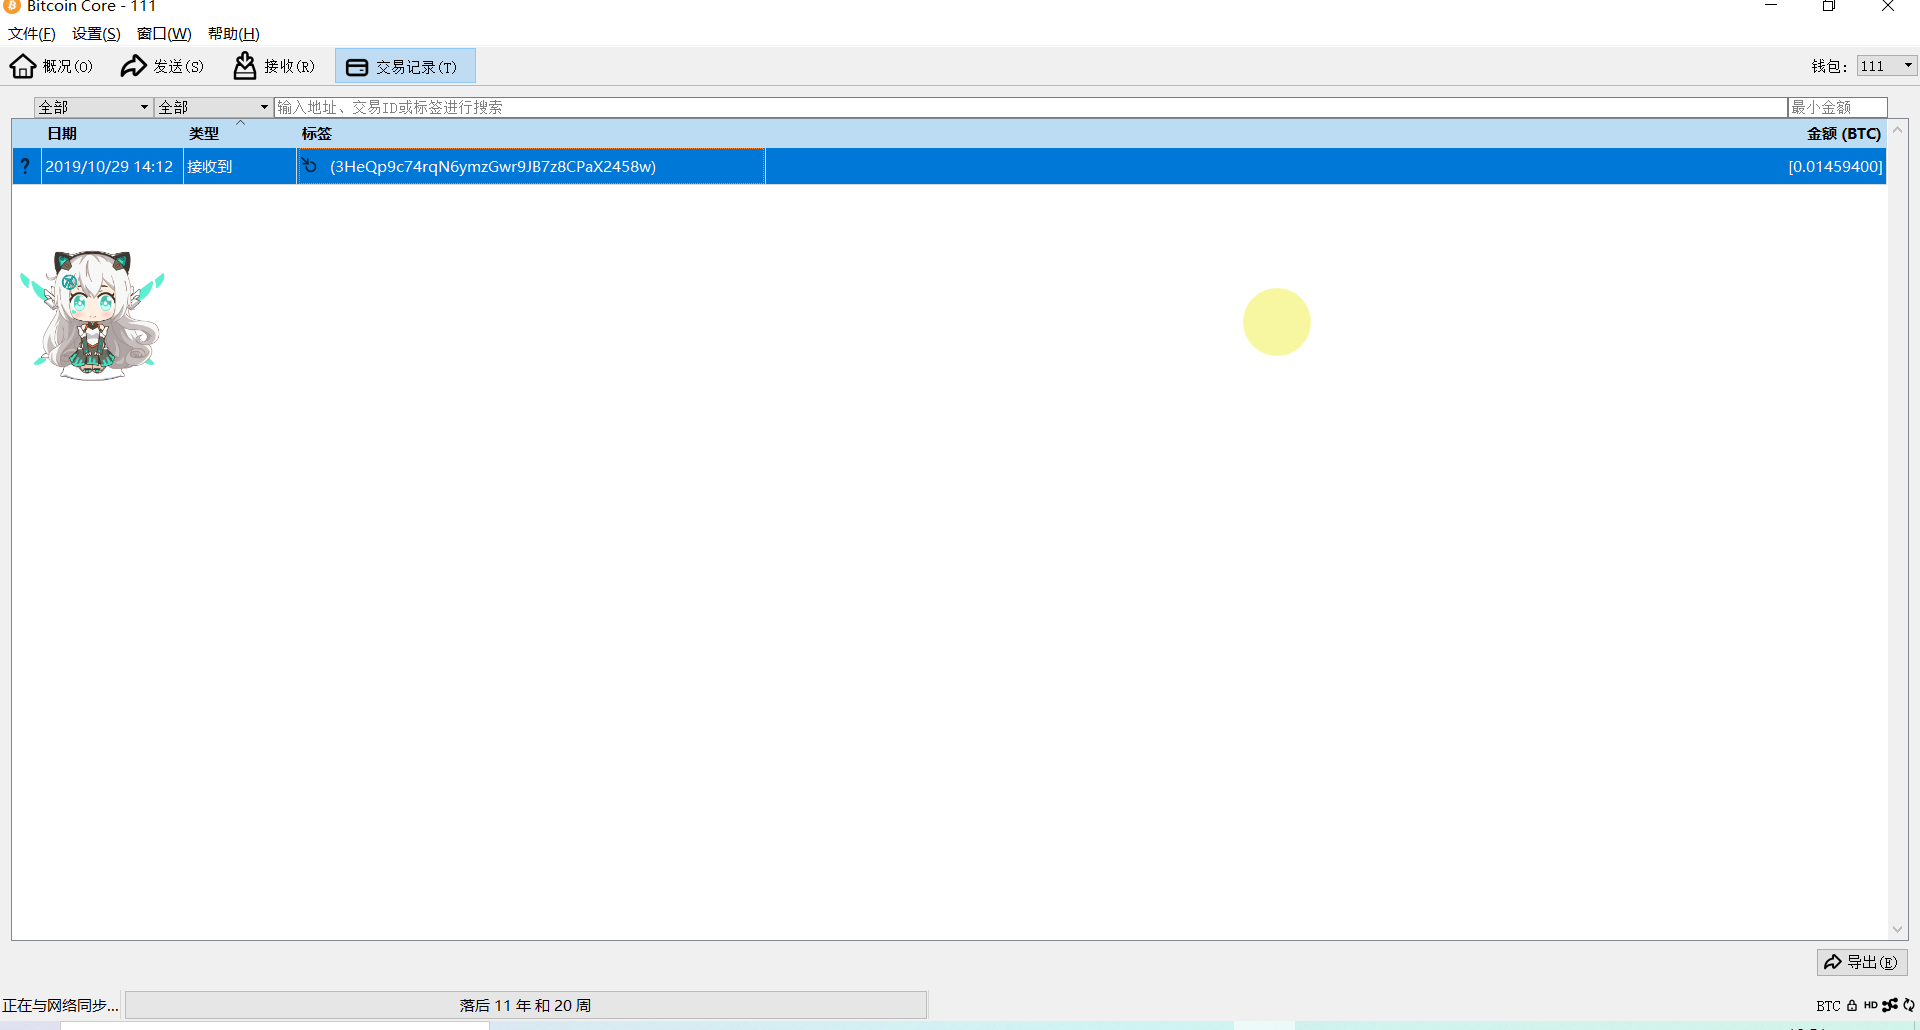 Bitcoin Core - 111
文件(F) 设置(S) 窗口(W) 帮助(H)
概况(O) 发送(S) 接收(R) 交易记录(T) 钱包: 111
全部 全部 输入地址、交易ID或标签进行搜索 最小金额
日期 类型 标签 金额 (BTC)
? 2019/10/29 14:12 接收到 (3HeQp9c74rqN6ymzGwr9JB7z8CPaX2458w) [0.01459400]
导出(E)
正在与网络同步... 落后 11 年 和 20 周 BTC HD